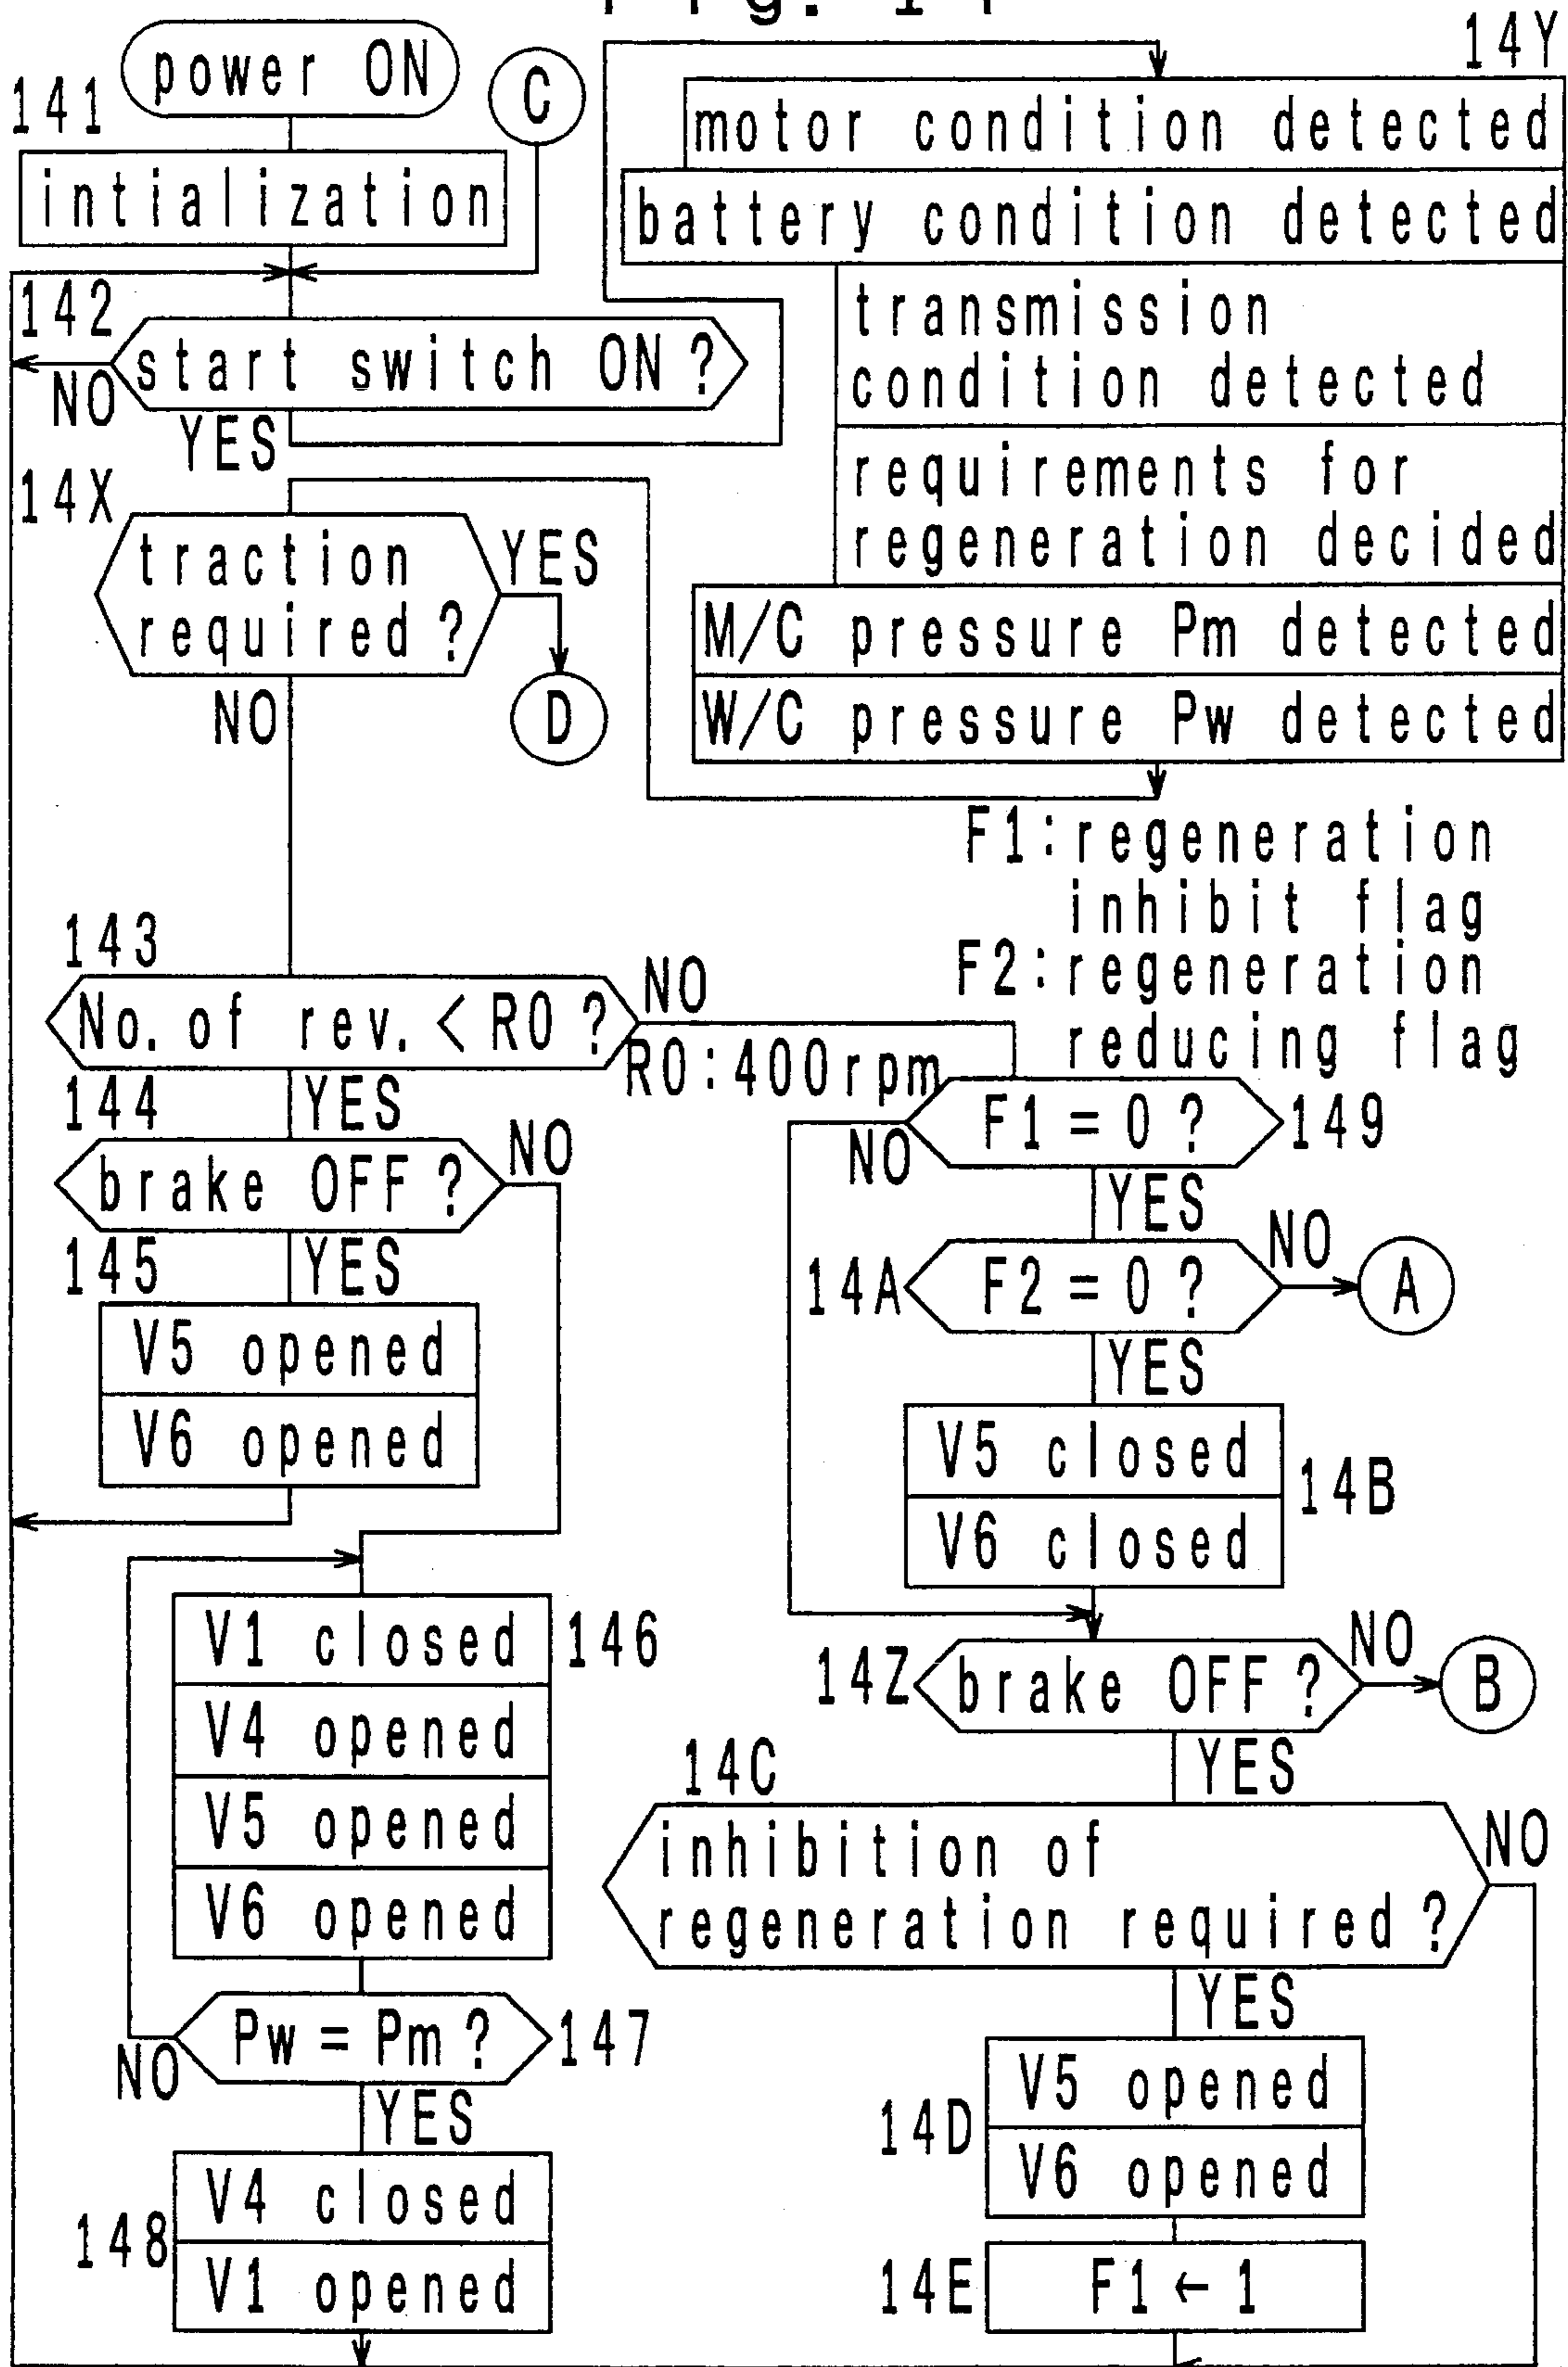 Fig. 14
power ON
C
141
intialization
142
start switch ON ?
NO
YES
14Y
motor condition detected
battery condition detected
transmission
condition detected
requirements for
regeneration decided
M/C pressure Pm detected
W/C pressure Pw detected
14X
traction
required ?
YES
D
NO
F1:regeneration
inhibit flag
F2:regeneration
reducing flag
143
No. of rev. < R0 ?
NO
R0:400rpm
YES
144
brake OFF ?
NO
YES
145
V5 opened
V6 opened
V1 closed
V4 opened
V5 opened
V6 opened
146
Pw = Pm ?
147
NO
YES
148
V4 closed
V1 opened
F1 = 0 ?
149
NO
YES
14A
F2 = 0 ?
NO
A
YES
V5 closed
V6 closed
14B
14Z
brake OFF ?
NO
B
YES
14C
inhibition of
regeneration required ?
NO
YES
14D
V5 opened
V6 opened
14E
F1 ← 1